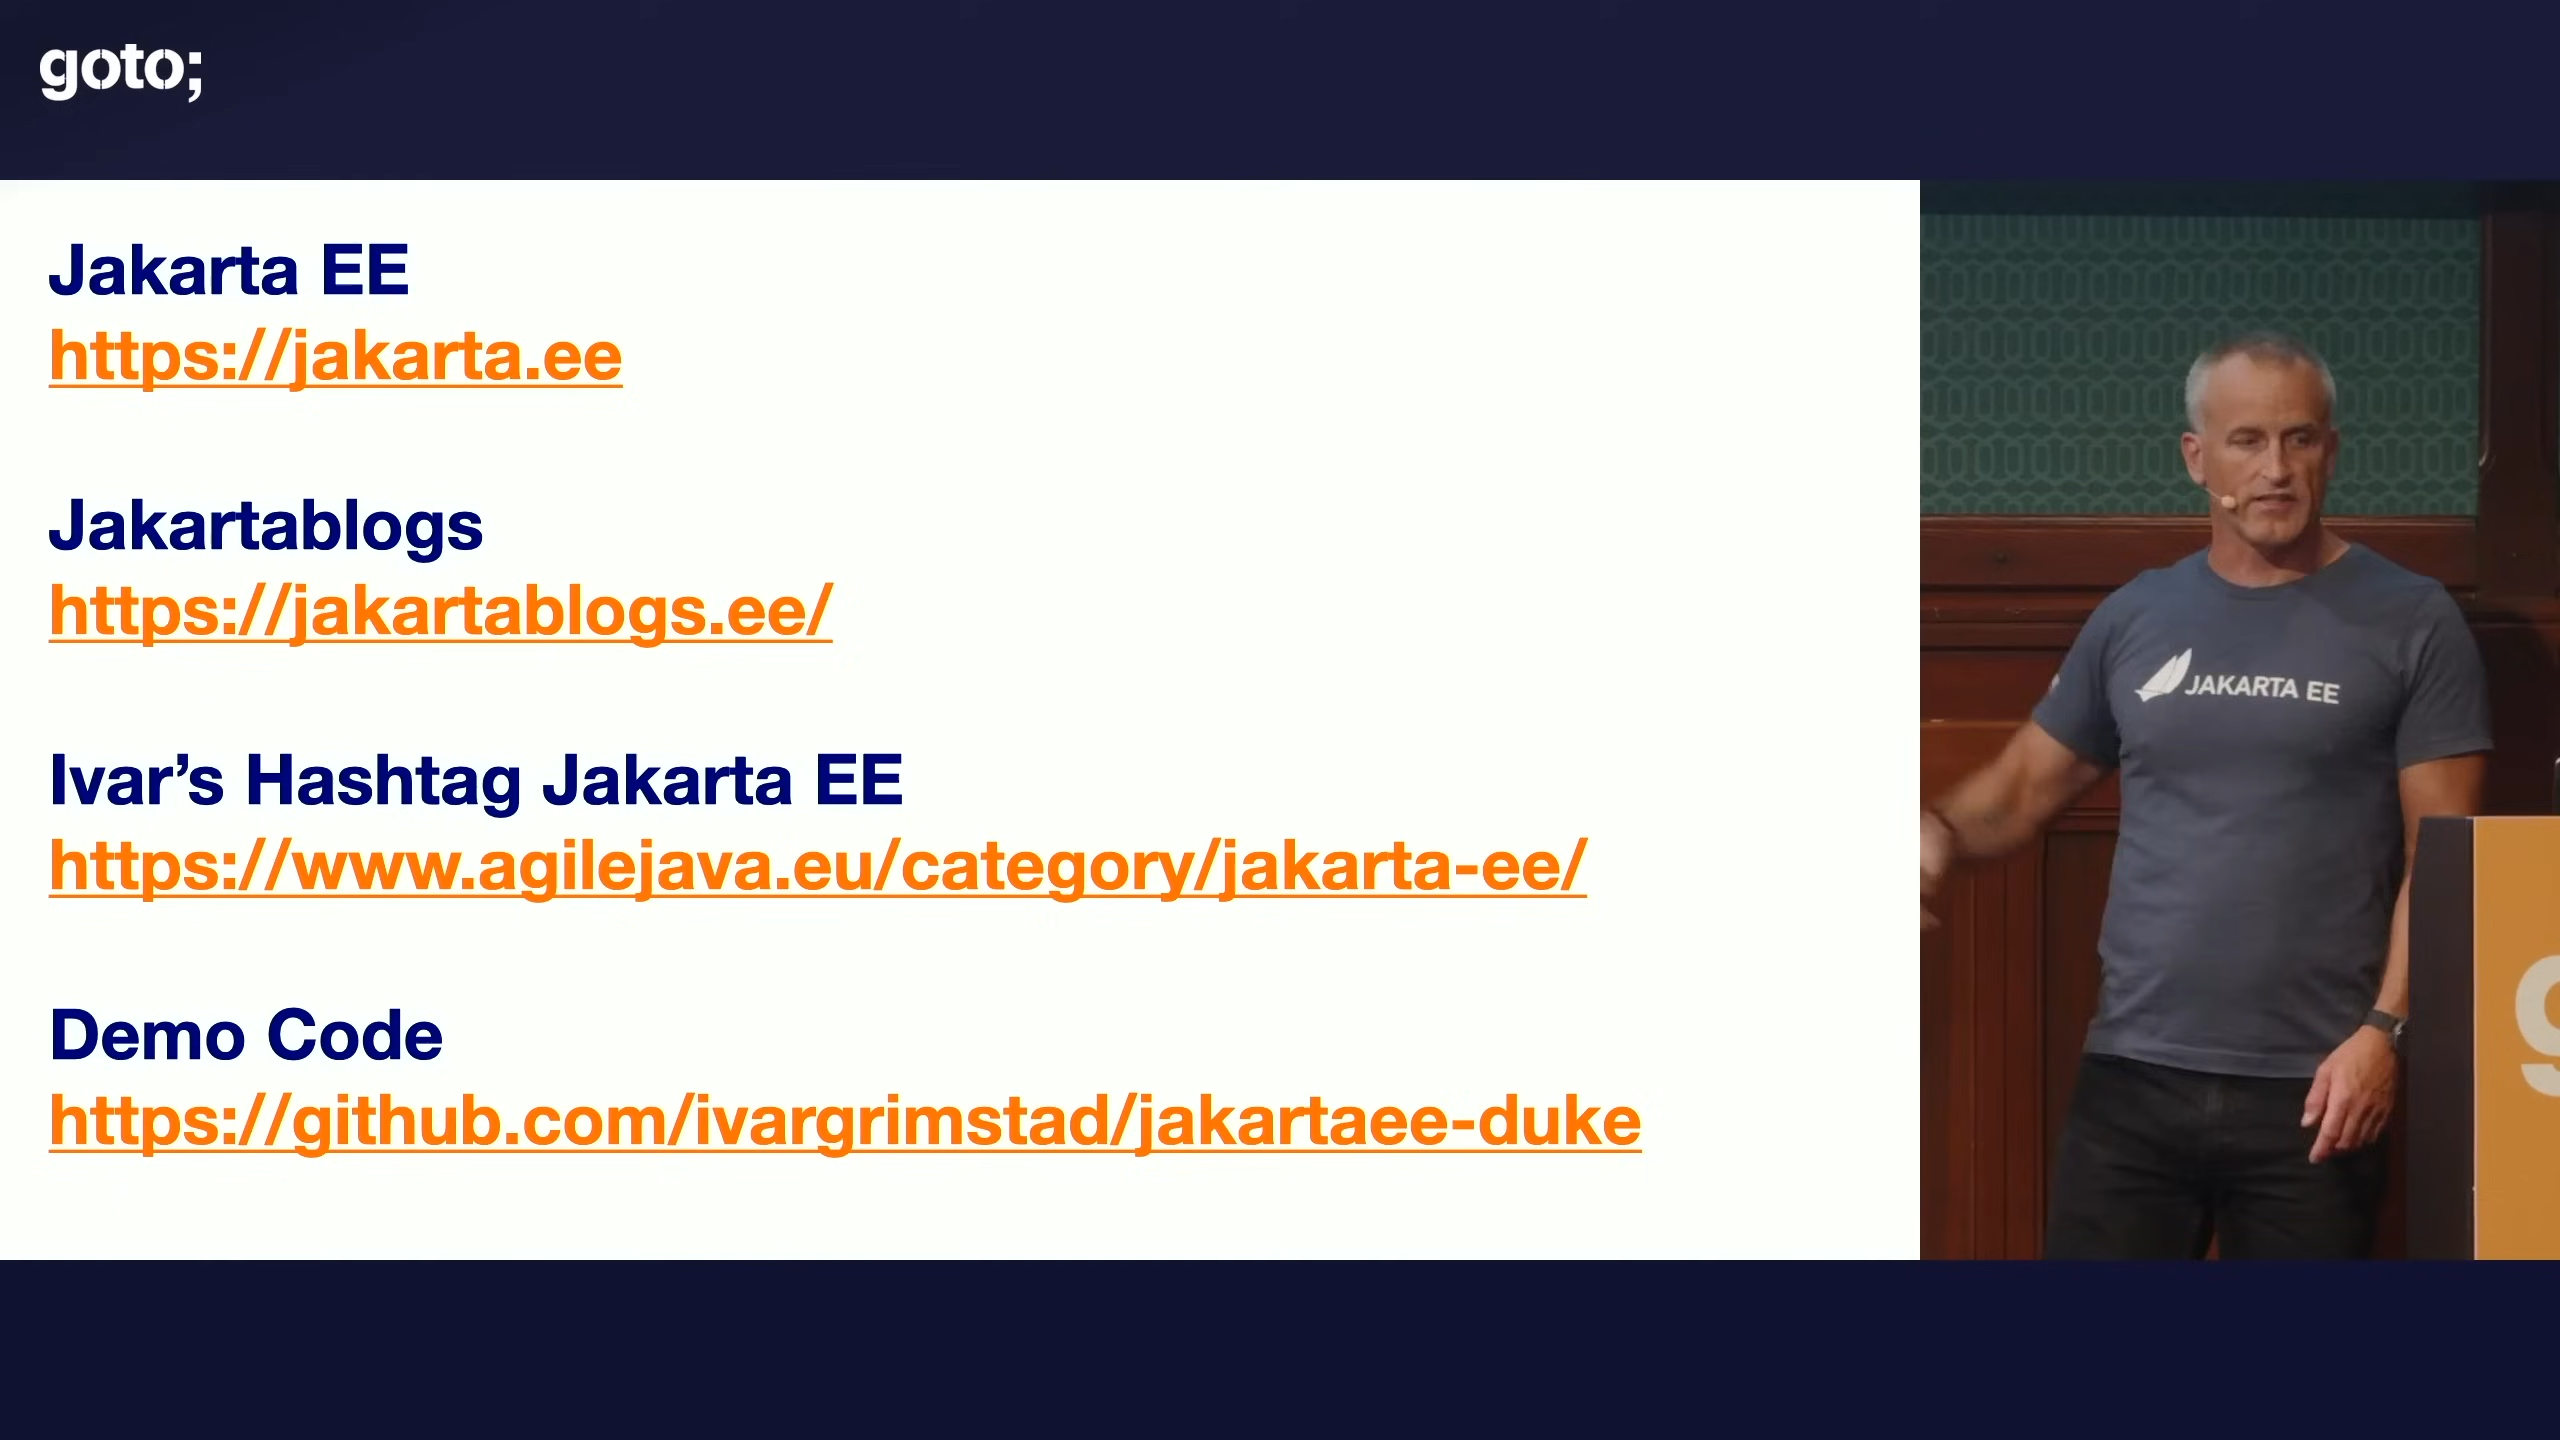 goto;
Jakarta EE
https://jakarta.ee
Jakartablogs
https://jakartablogs.ee/
Ivar’s Hashtag Jakarta EE
https://www.agilejava.eu/category/jakarta-ee/
Demo Code
https://github.com/ivargrimstad/jakartaee-duke
JAKARTA EE